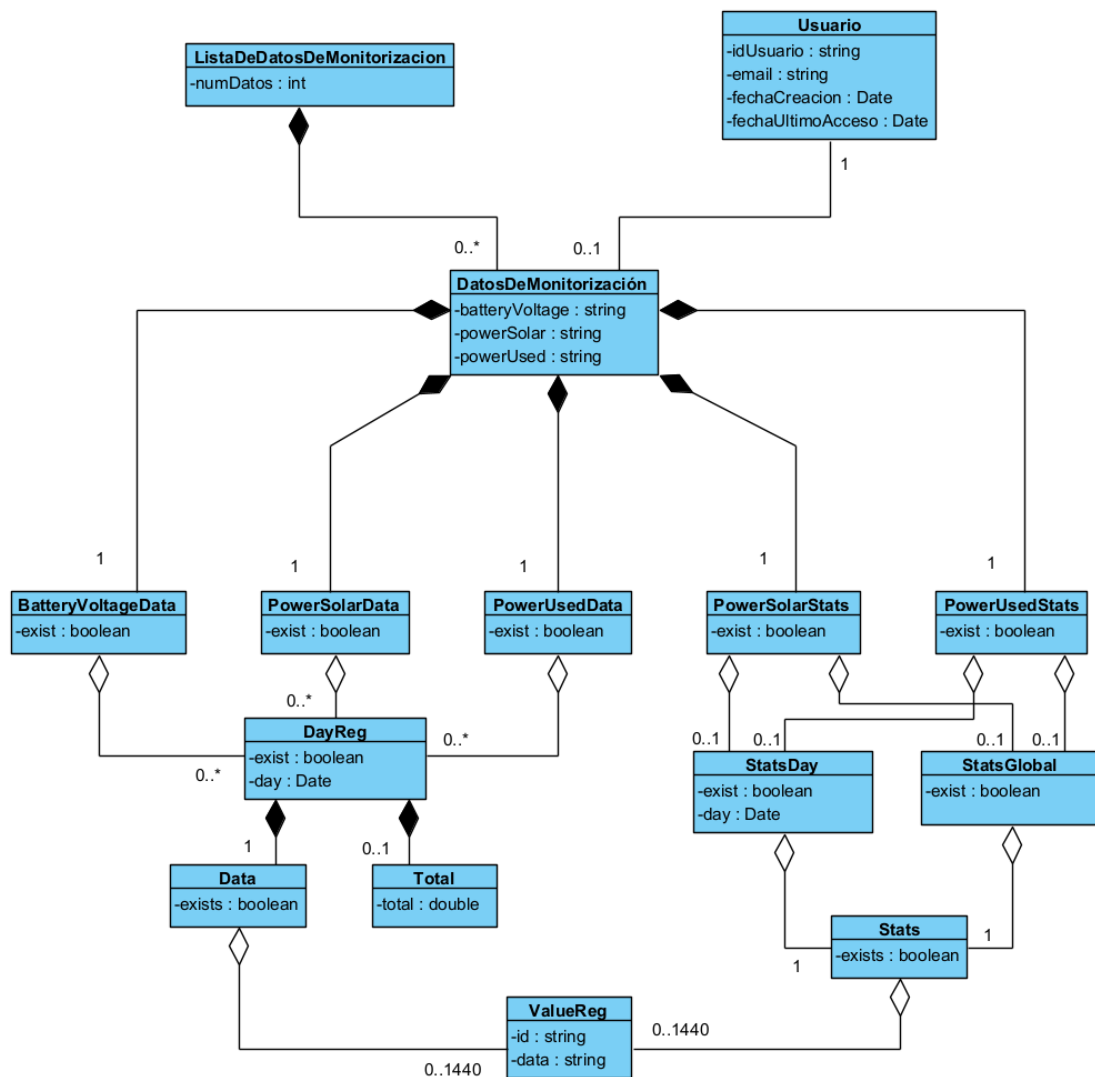 ListaDeDatosDeMonitorizacion
-numDatos : int
Usuario
-idUsuario : string
-email : string
-fechaCreacion : Date
-fechaUltimoAcceso : Date
1
0..*
0..1
DatosDeMonitorización
-batteryVoltage : string
-powerSolar : string
-powerUsed : string
1
1
1
1
1
BatteryVoltageData
-exist : boolean
PowerSolarData
-exist : boolean
PowerUsedData
-exist : boolean
PowerSolarStats
-exist : boolean
PowerUsedStats
-exist : boolean
0..*
0..*
0..*
DayReg
-exist : boolean
-day : Date
0..1
0..1
0..1
0..1
StatsDay
-exist : boolean
-day : Date
StatsGlobal
-exist : boolean
1
0..1
Data
-exists : boolean
Total
-total : double
Stats
-exists : boolean
1
1
ValueReg
-id : string
-data : string
0..1440
0..1440